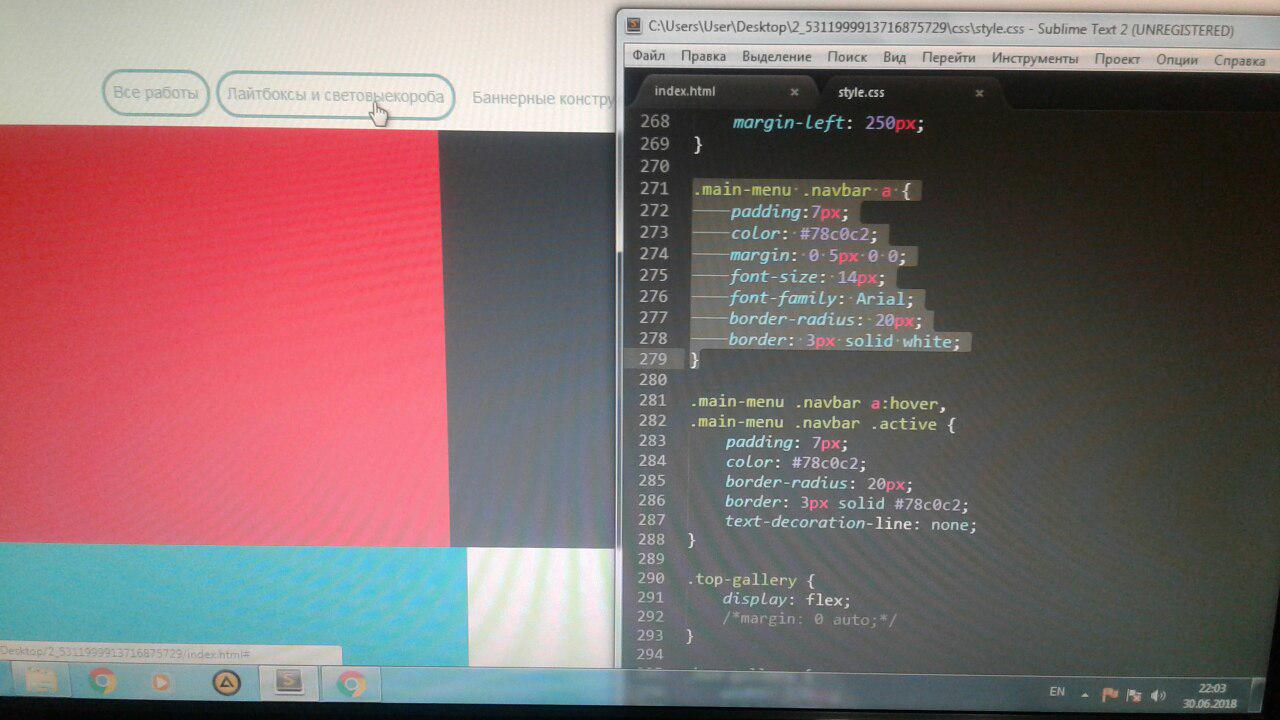 C:\Users\User\Desktop\2_5311999913716875729\css\style.css - Sublime Text 2 (UNREGISTERED)
Файл Правка Выделение Поиск Вид Перейти Инструменты Проект Опции Справка
index.html × style.css ×
Все работы Лайтбоксы и световыекороба Баннерные констру
268 margin-left: 250px;
269 }
270
271 .main-menu .navbar a {
272 padding:7px;
273 color: #78c0c2;
274 margin: 0 5px 0 0;
275 font-size: 14px;
276 font-family: Arial;
277 border-radius: 20px;
278 border: 3px solid white;
279 }
280
281 .main-menu .navbar a:hover,
282 .main-menu .navbar .active {
283 padding: 7px;
284 color: #78c0c2;
285 border-radius: 20px;
286 border: 3px solid #78c0c2;
287 text-decoration-line: none;
288 }
289
290 .top-gallery {
291 display: flex;
292 /*margin: 0 auto;*/
293 }
294
Desktop/2_5311999913716875729/index.html#
EN 22:03
30.06.2018